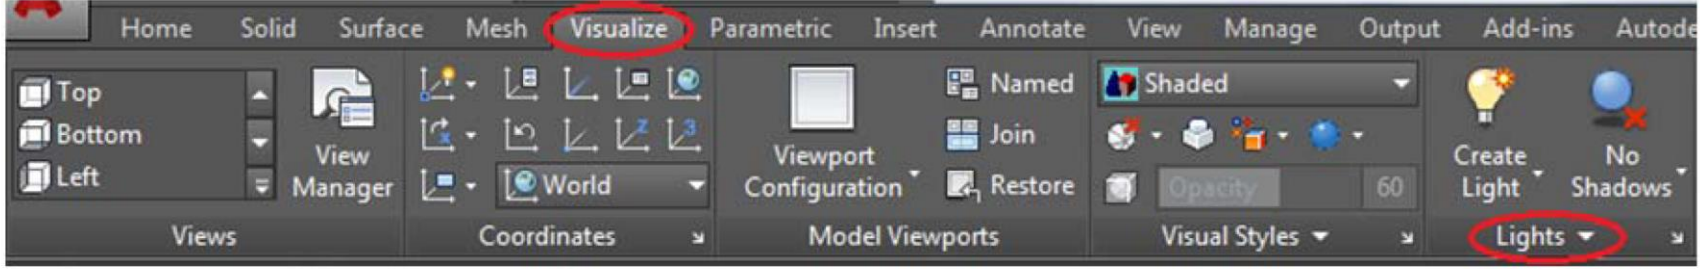 Home Solid Surface Mesh Visualize Parametric Insert Annotate View Manage Output Add-ins Autode
Top
Bottom
Left
View
Manager
Views
World
Coordinates
Viewport
Configuration
Named
Join
Restore
Model Viewports
Shaded
Opacity 60
Visual Styles
Create
Light
No
Shadows
Lights